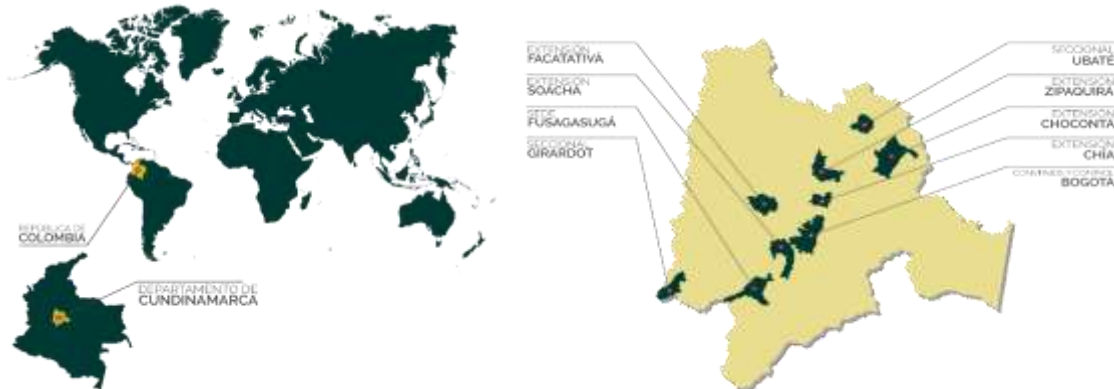 REPÚBLICA DE
COLOMBIA
DEPARTAMENTO DE
CUNDINAMARCA
EXTENSIÓN
FACATATIVÁ
EXTENSIÓN
SOACHA
SEDE
FUSAGASUGÁ
SECCIONAL
GIRARDOT
SECCIONAL
UBATÉ
EXTENSIÓN
ZIPAQUIRÁ
EXTENSIÓN
CHOCONTÁ
EXTENSIÓN
CHÍA
BOGOTÁ